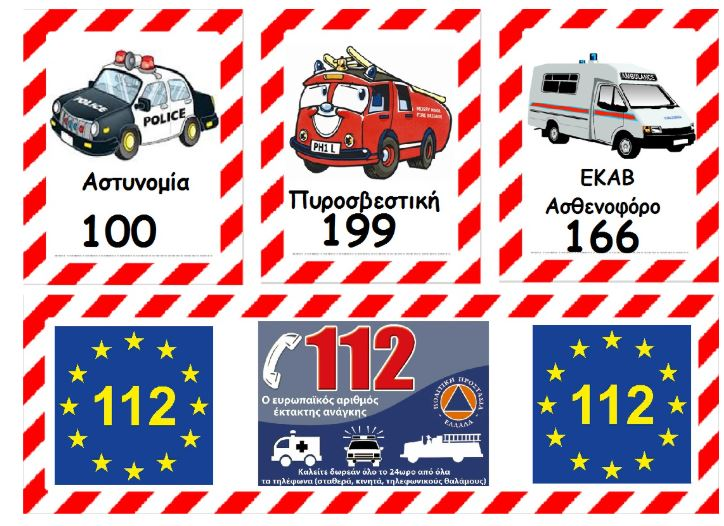 POLICE
POLICE
Αστυνομία
100
PH1 L
Πυροσβεστική
199
AMBULANCE
ΕΚΑΒ
Ασθενοφόρο
166
112
112
Ο ευρωπαϊκός αριθμός
έκτακτης ανάγκης
ΠΟΛΙΤΙΚΗ ΠΡΟΣΤΑΣΙΑ
ΕΛΛΑΔΑ
Καλείτε δωρεάν όλο το 24ωρο από όλα
τα τηλέφωνα (σταθερά, κινητά, τηλεφωνικούς θαλάμους)
112